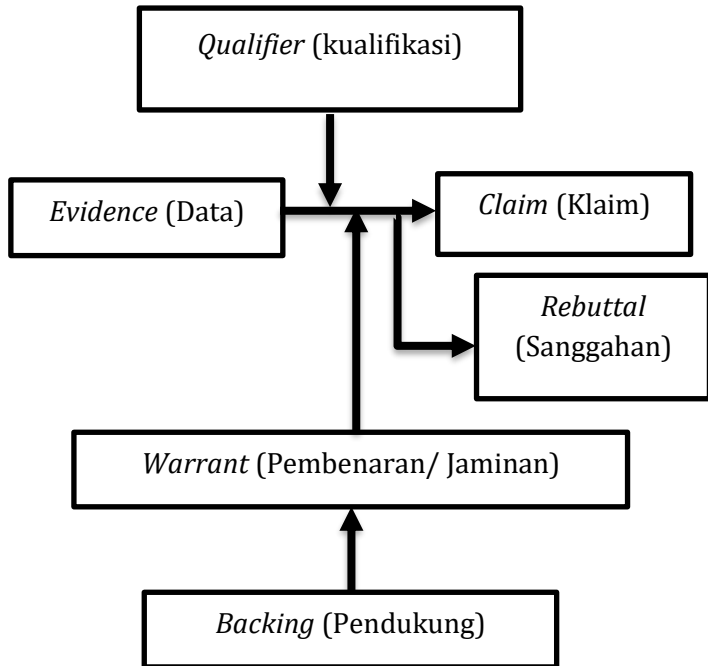 Qualifier (kualifikasi)
Evidence (Data)
Claim (Klaim)
Rebuttal
(Sanggahan)
Warrant (Pembenaran/ Jaminan)
Backing (Pendukung)